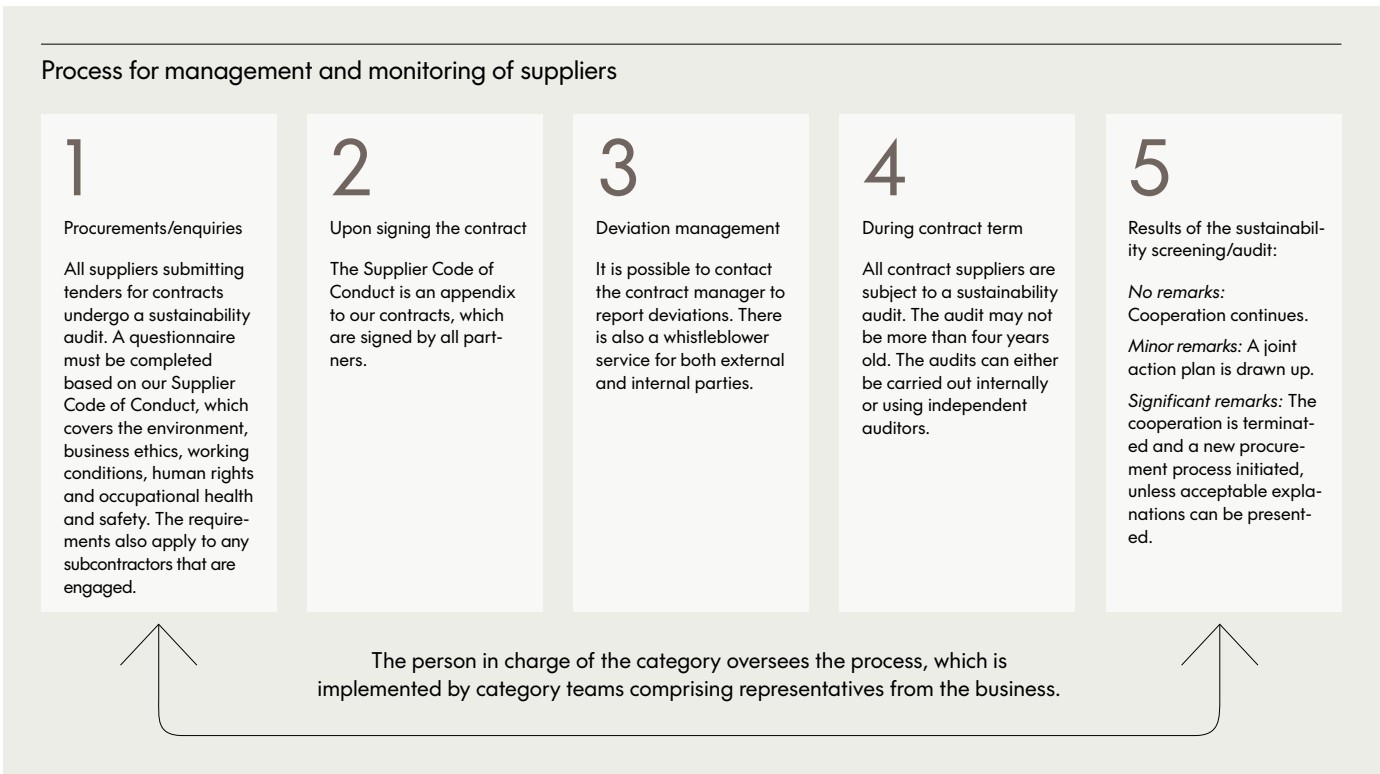 Process for management and monitoring of suppliers
1
Procurements/enquiries
All suppliers submitting
tenders for contracts
undergo a sustainability
audit. A questionnaire
must be completed
based on our Supplier
Code of Conduct, which
covers the environment,
business ethics, working
conditions, human rights
and occupational health
and safety. The require-
ments also apply to any
subcontractors that are
engaged.
2
Upon signing the contract
The Supplier Code of
Conduct is an appendix
to our contracts, which
are signed by all part-
ners.
3
Deviation management
It is possible to contact
the contract manager to
report deviations. There
is also a whistleblower
service for both external
and internal parties.
4
During contract term
All contract suppliers are
subject to a sustainability
audit. The audit may not
be more than four years
old. The audits can either
be carried out internally
or using independent
auditors.
5
Results of the sustainabil-
ity screening/audit:
No remarks:
Cooperation continues.
Minor remarks: A joint
action plan is drawn up.
Significant remarks: The
cooperation is terminat-
ed and a new procure-
ment process initiated,
unless acceptable expla-
nations can be present-
ed.
The person in charge of the category oversees the process, which is
implemented by category teams comprising representatives from the business.